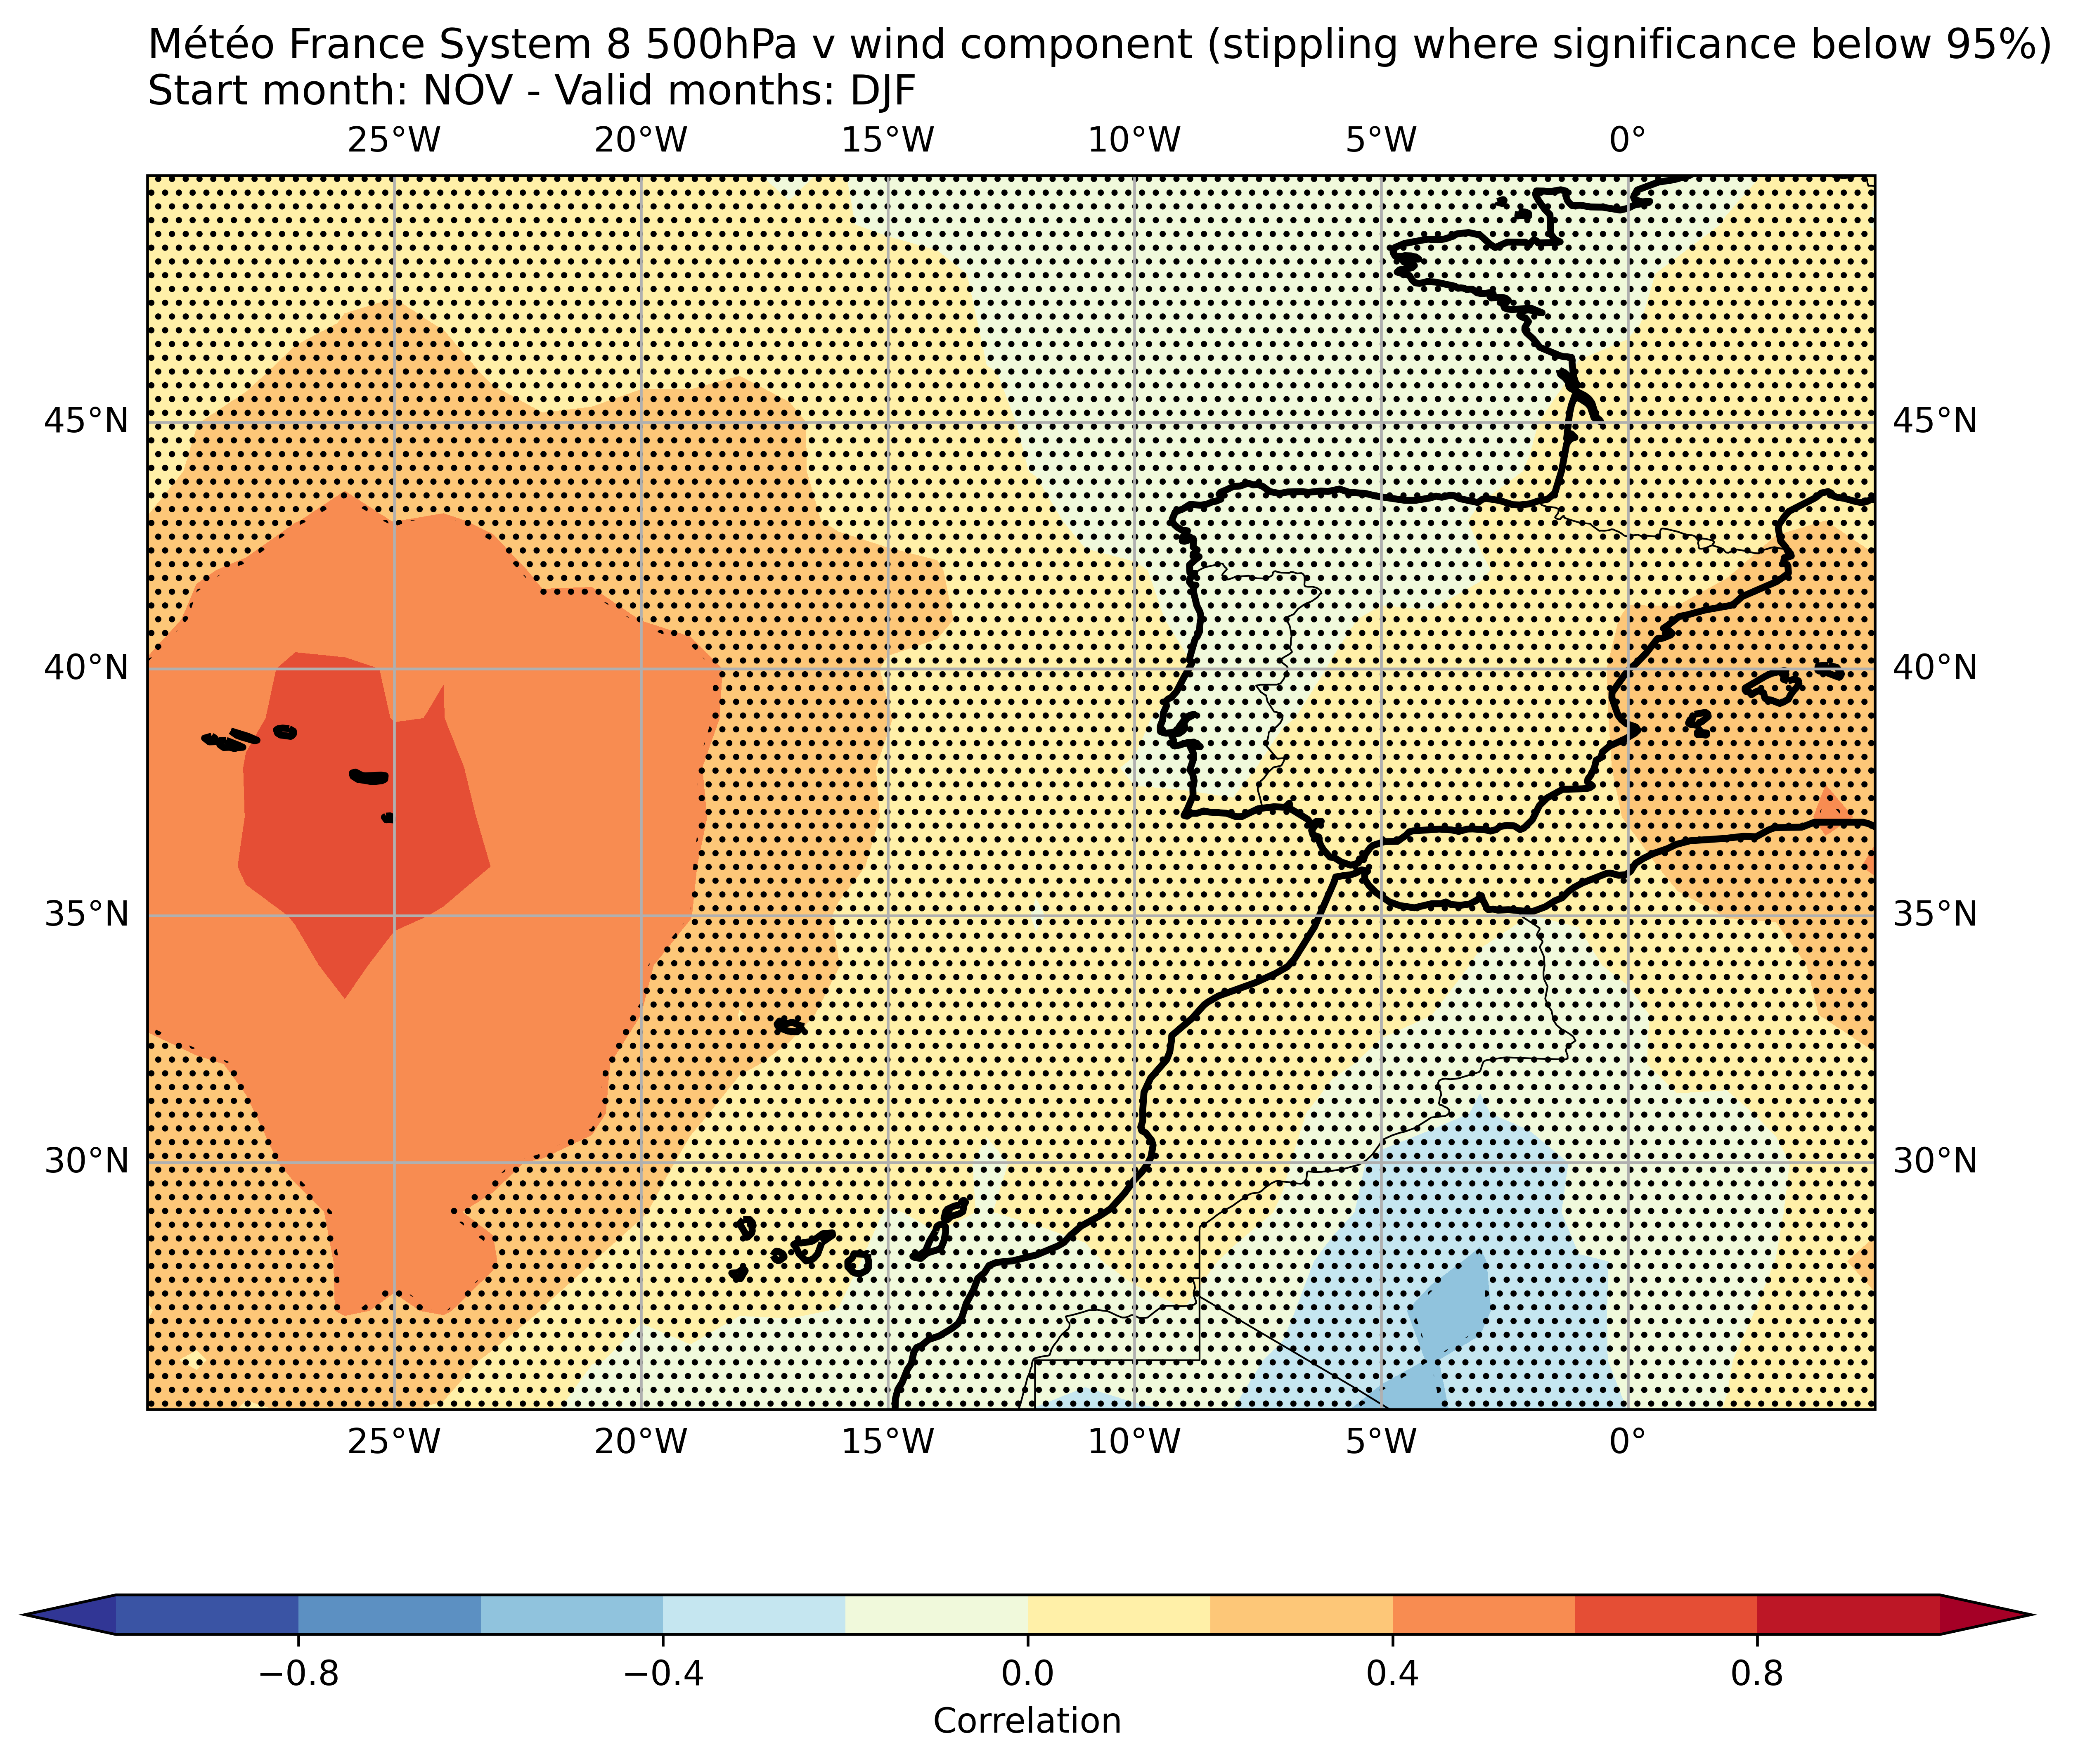 Météo France System 8 500hPa v wind component (stippling where significance below 95%)
Start month: NOV - Valid months: DJF
25°W 20°W 15°W 10°W 5°W 0°
45°N 45°N
40°N 40°N
35°N 35°N
30°N 30°N
25°W 20°W 15°W 10°W 5°W 0°
−0.8 −0.4 0.0 0.4 0.8
Correlation